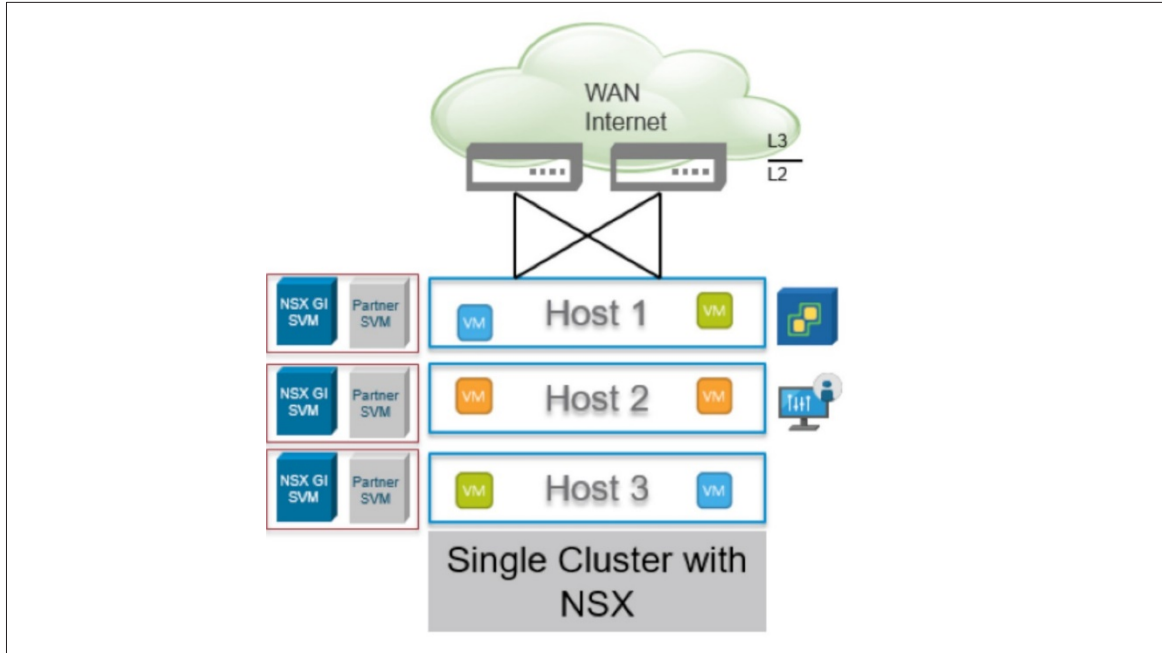 WAN
Internet
L3
L2
NSX GI
SVM
Partner
SVM
VM
Host 1
VM
NSX GI
SVM
Partner
SVM
VM
Host 2
VM
NSX GI
SVM
Partner
SVM
VM
Host 3
VM
Single Cluster with
NSX